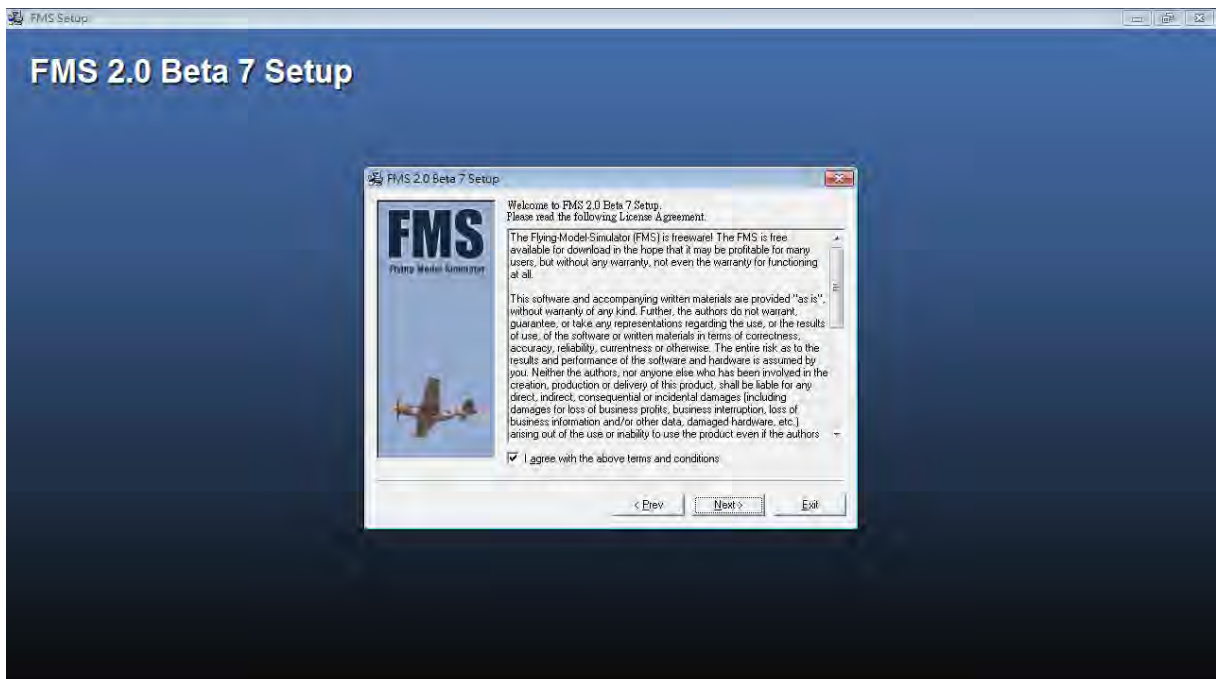 FMS Setup
FMS 2.0 Beta 7 Setup
FMS 2.0 Beta 7 Setup
FMS
Flying Model Simulator
Welcome to FMS 2.0 Beta 7 Setup.
Please read the following License Agreement.
The Flying-Model-Simulator (FMS) is freeware! The FMS is free
available for download in the hope that it may be profitable for many
users, but without any warranty, not even the warranty for functioning
at all.
This software and accompanying written materials are provided "as is",
without warranty of any kind. Further, the authors do not warrant,
guarantee, or take any representations regarding the use, or the results
of use, of the software or written materials in terms of correctness,
accuracy, reliability, currentness or otherwise. The entire risk as to the
results and performance of the software and hardware is assumed by
you. Neither the authors, nor anyone else who has been involved in the
creation, production or delivery of this product, shall be liable for any
direct, indirect, consequential or incidental damages (including
damages for loss of business profits, business interruption, loss of
business information and/or other data, damaged hardware, etc.)
arising out of the use or inability to use the product even if the authors
I agree with the above terms and conditions
< Prev
Next >
Exit